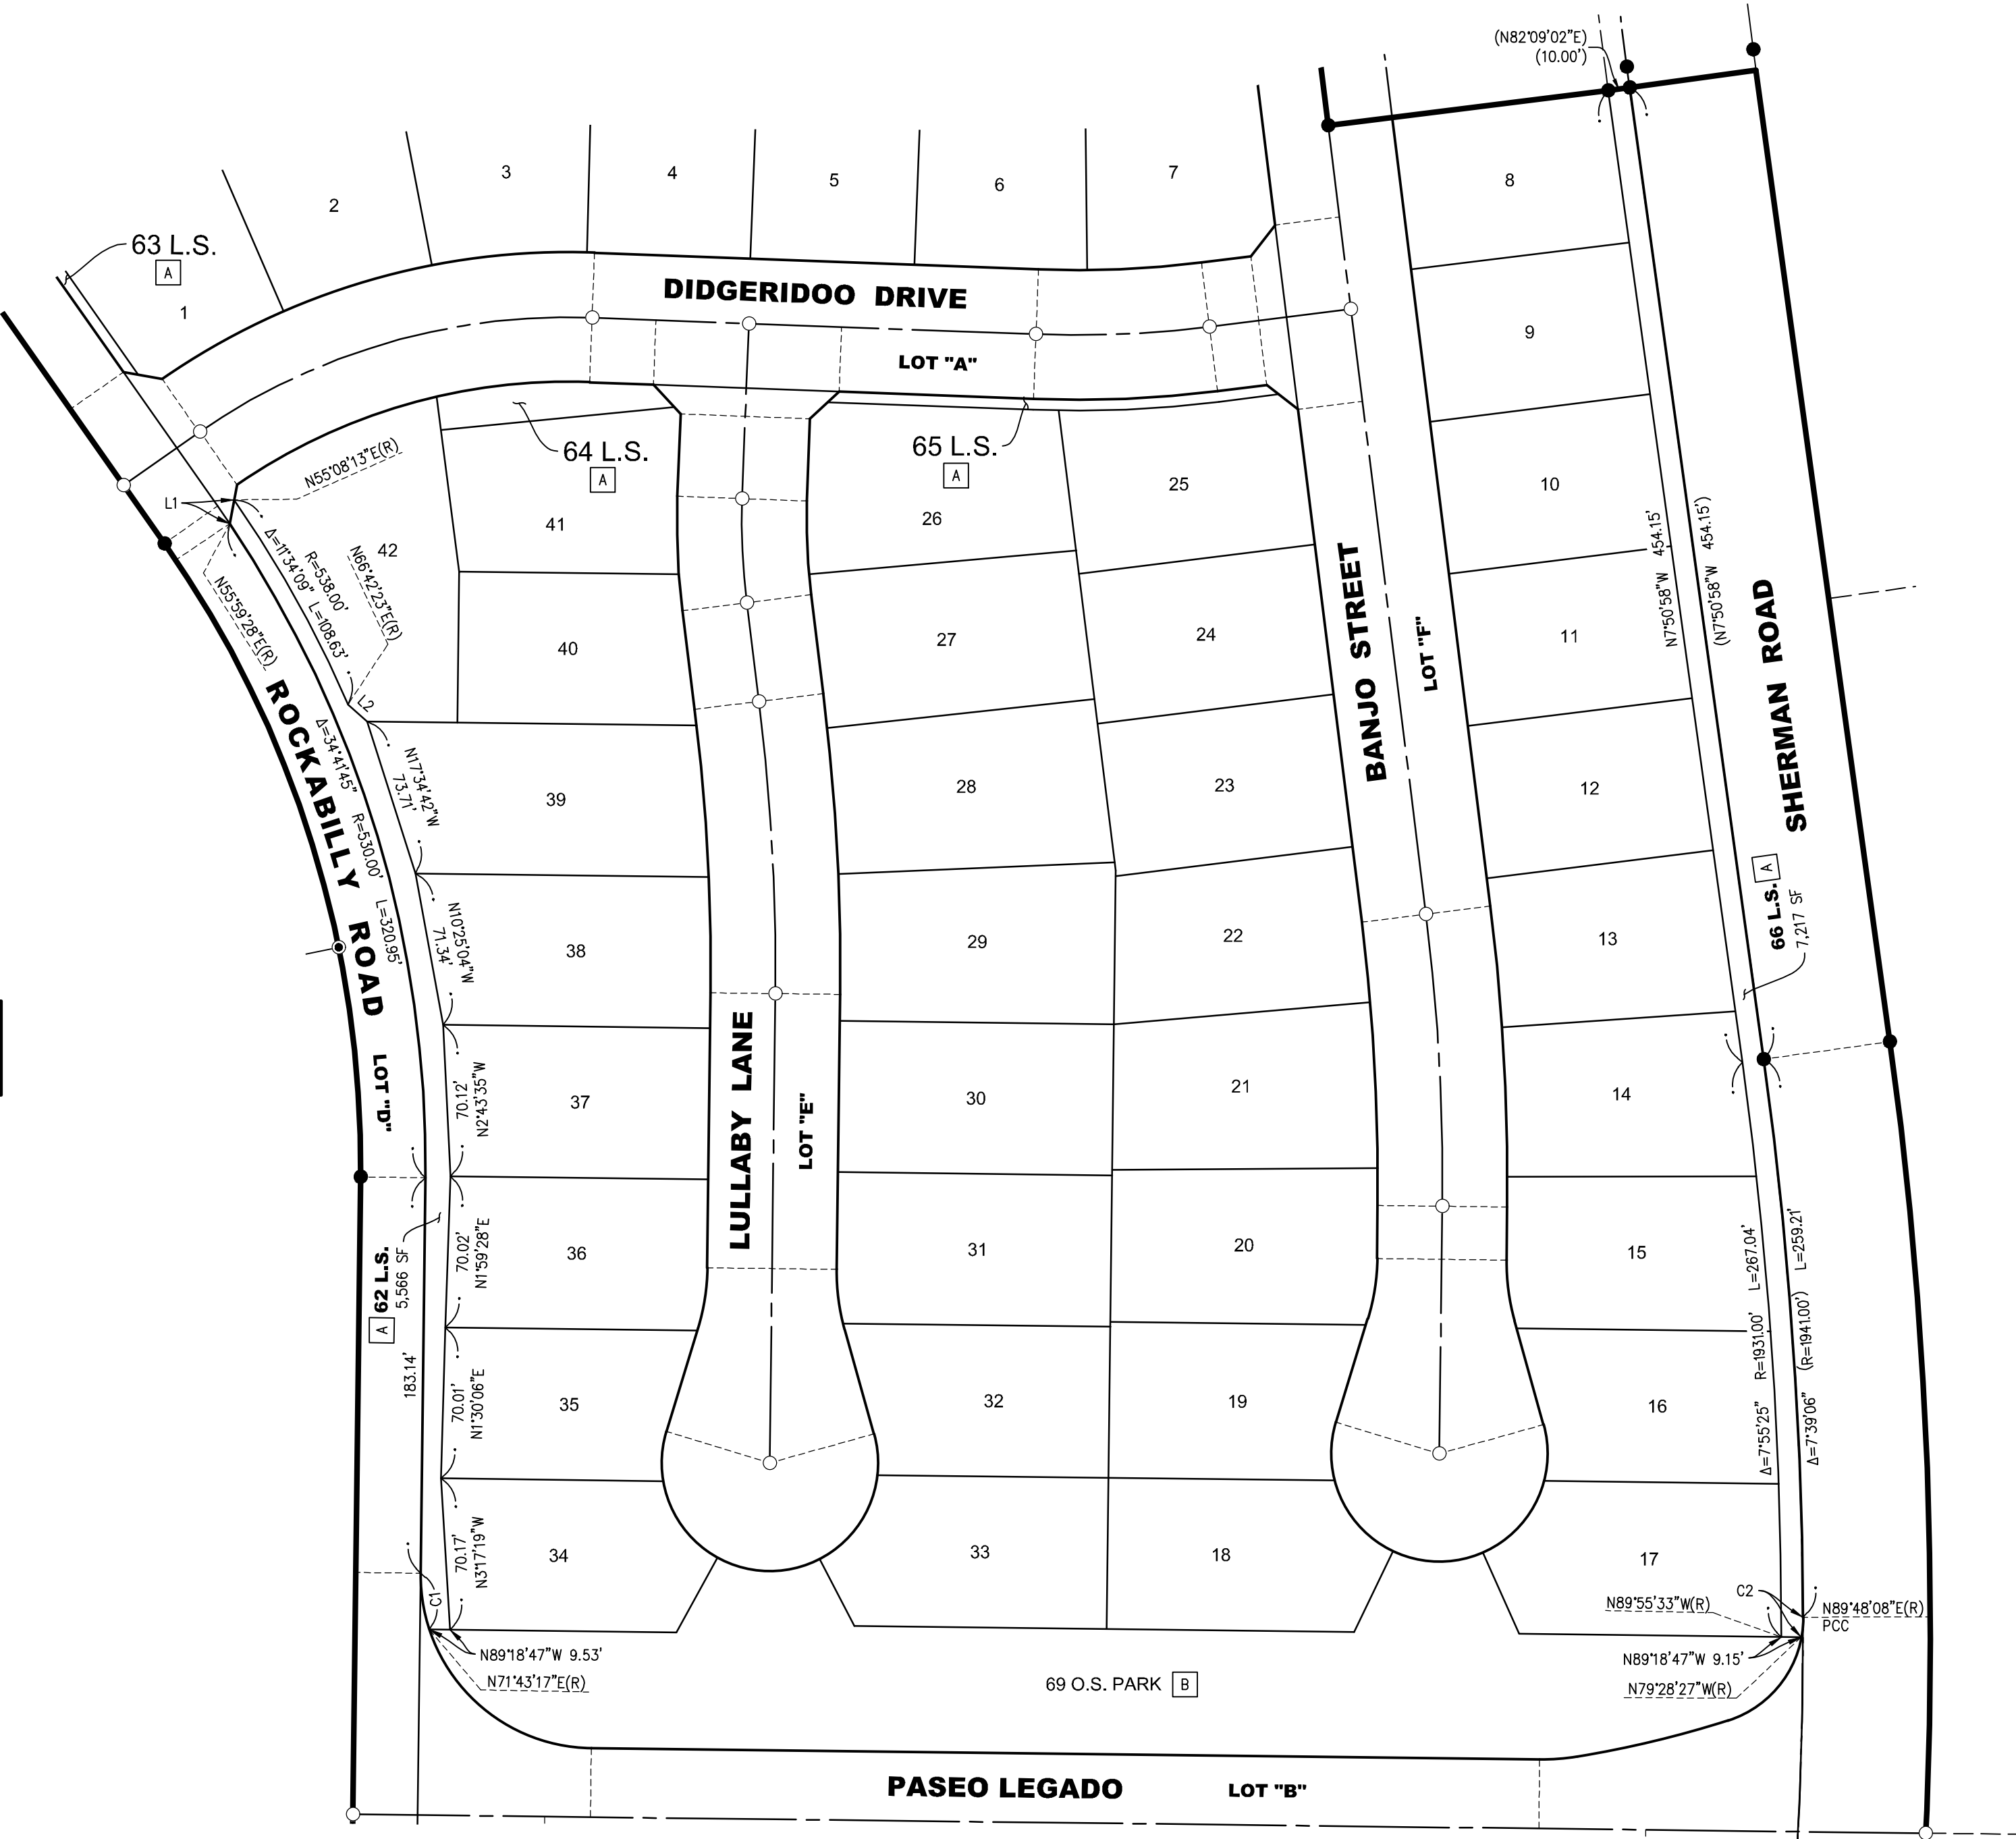 (N82°09'02"E)
(10.00')
1
2
3
4
5
6
7
8
63 L.S.
A
DIDGERIDOO DRIVE
LOT "A"
9
64 L.S.
A
65 L.S.
A
N55°08'13"E(R)
L1
N55°59'28"E(R)
Δ=11°34'09" L=108.63'
R=538.00'
N66°42'23"E(R)
42
L2
41
26
25
10
40
27
24
11
39
28
23
12
38
29
22
13
37
30
21
14
36
31
20
15
35
32
19
16
34
33
18
17
ROCKABILLY ROAD
LOT "D"
Δ=34°41'45" R=530.00' L=320.95'
N17°34'42"W
73.71'
N10°25'04"W
71.34'
70.12'
N2°43'35"W
70.02'
N1°59'28"E
70.01'
N1°30'06"E
70.17'
N3°17'19"W
A
62 L.S.
5,566 SF
183.14'
C1
LULLABY LANE
LOT "E"
BANJO STREET
LOT "F"
N7°50'58"W 454.15'
(N7°50'58"W 454.15')
SHERMAN ROAD
66 L.S.
A
7,217 SF
Δ=7°55'25" R=1931.00' L=267.04'
Δ=7°39'06" (R=1941.00') L=259.21'
C2
N89°55'33"W(R)
N89°48'08"E(R)
PCC
N89°18'47"W 9.53'
N71°43'17"E(R)
N89°18'47"W 9.15'
N79°28'27"W(R)
69 O.S. PARK
B
PASEO LEGADO
LOT "B"